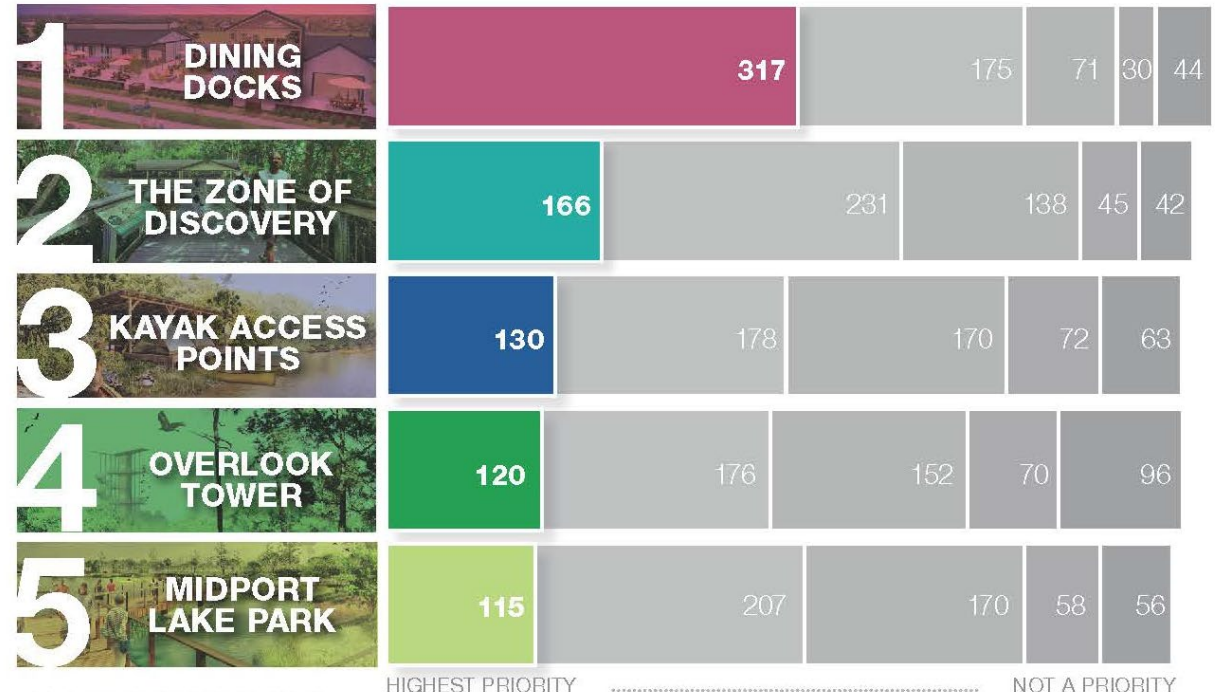 1
DINING
DOCKS
317 175 71 30 44
2
THE ZONE OF
DISCOVERY
166 231 138 45 42
3
KAYAK ACCESS
POINTS
130 178 170 72 63
4
OVERLOOK
TOWER
120 176 152 70 96
5
MIDPORT
LAKE PARK
115 207 170 58 56
HIGHEST PRIORITY NOT A PRIORITY